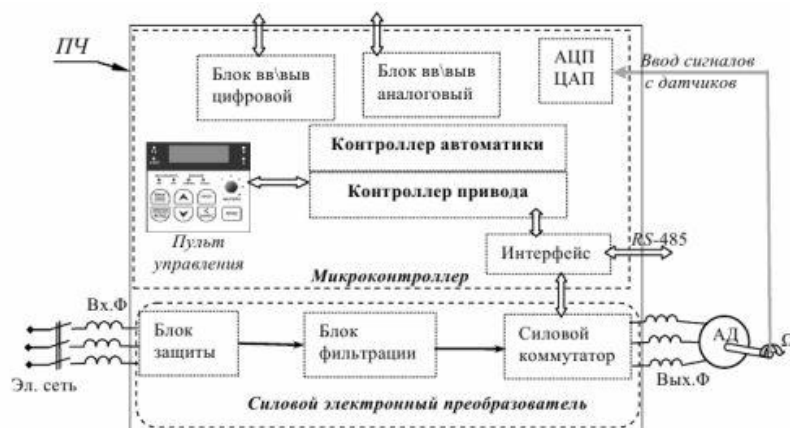 ПЧ
Блок вв\выв
цифровой
Блок вв\выв
аналоговый
АЦП
ЦАП
Ввод сигналов
с датчиков
Контроллер автоматики
Контроллер привода
Пульт
управления
Интерфейс
RS-485
Микроконтроллер
Вх.Ф
Блок
защиты
Блок
фильтрации
Силовой
коммутатор
АД
Ω
Эл. сеть
Вых.Ф
Силовой электронный преобразователь